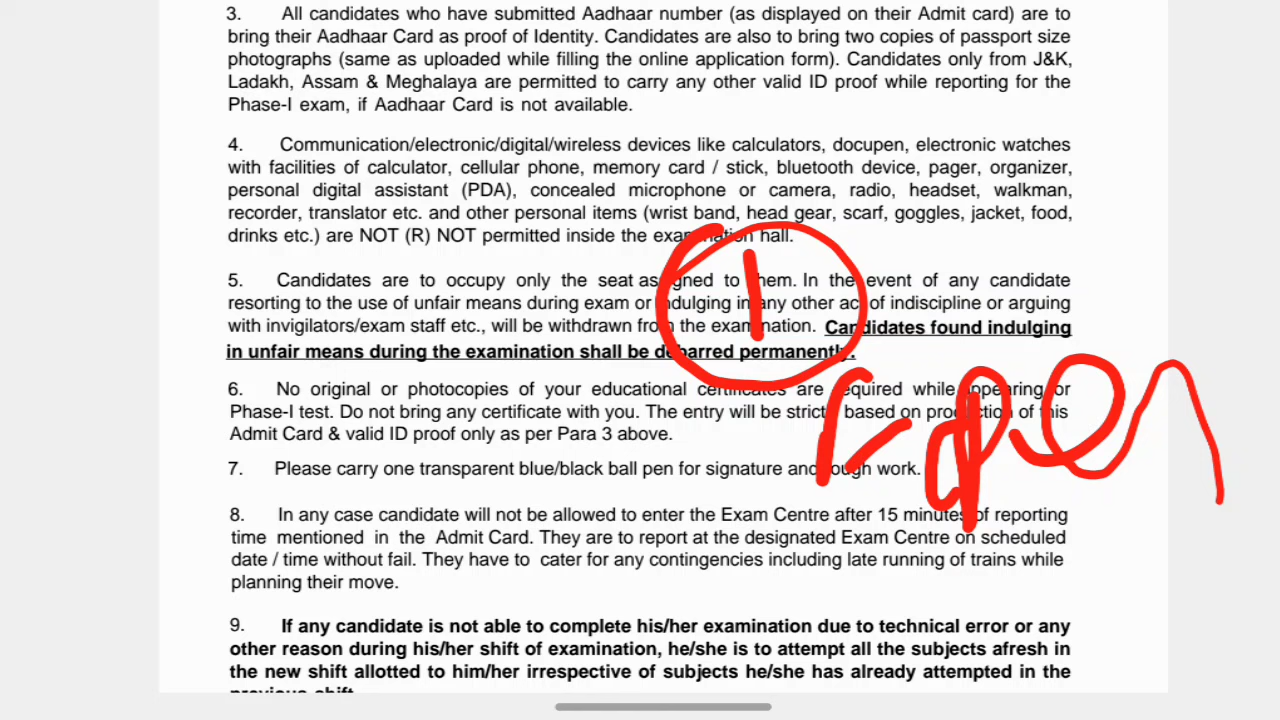 3. All candidates who have submitted Aadhaar number (as displayed on their Admit card) are to
bring their Aadhaar Card as proof of Identity. Candidates are also to bring two copies of passport size
photographs (same as uploaded while filling the online application form). Candidates only from J&K,
Ladakh, Assam & Meghalaya are permitted to carry any other valid ID proof while reporting for the
Phase-I exam, if Aadhaar Card is not available.
4. Communication/electronic/digital/wireless devices like calculators, docupen, electronic watches
with facilities of calculator, cellular phone, memory card / stick, bluetooth device, pager, organizer,
personal digital assistant (PDA), concealed microphone or camera, radio, headset, walkman,
recorder, translator etc. and other personal items (wrist band, head gear, scarf, goggles, jacket, food,
drinks etc.) are NOT (R) NOT permitted inside the examination hall.
5. Candidates are to occupy only the seat assigned to them. In the event of any candidate
resorting to the use of unfair means during exam or indulging in any other act of indiscipline or arguing
with invigilators/exam staff etc., will be withdrawn from the examination. Candidates found indulging
in unfair means during the examination shall be debarred permanently.
1
6. No original or photocopies of your educational certificates are required while appearing for
Phase-I test. Do not bring any certificate with you. The entry will be strictly based on production of this
Admit Card & valid ID proof only as per Para 3 above.
7. Please carry one transparent blue/black ball pen for signature and rough work.
8. In any case candidate will not be allowed to enter the Exam Centre after 15 minutes of reporting
time mentioned in the Admit Card. They are to report at the designated Exam Centre on scheduled
date / time without fail. They have to cater for any contingencies including late running of trains while
planning their move.
9. If any candidate is not able to complete his/her examination due to technical error or any
other reason during his/her shift of examination, he/she is to attempt all the subjects afresh in
the new shift allotted to him/her irrespective of subjects he/she has already attempted in the
previous shift.